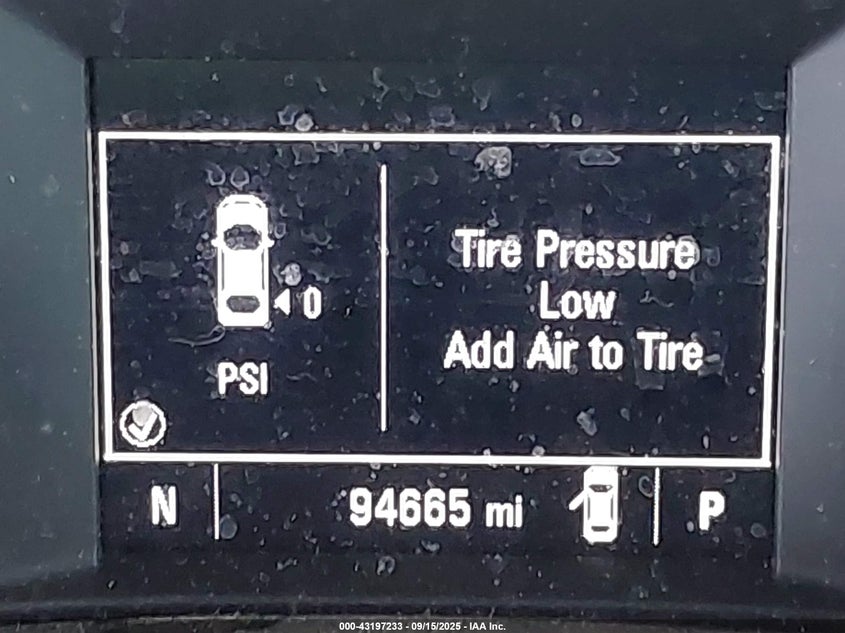 0
PSI
Tire Pressure
Low
Add Air to Tire
N
94665 mi
P
000-43197233 - 09/15/2025 - IAA Inc.